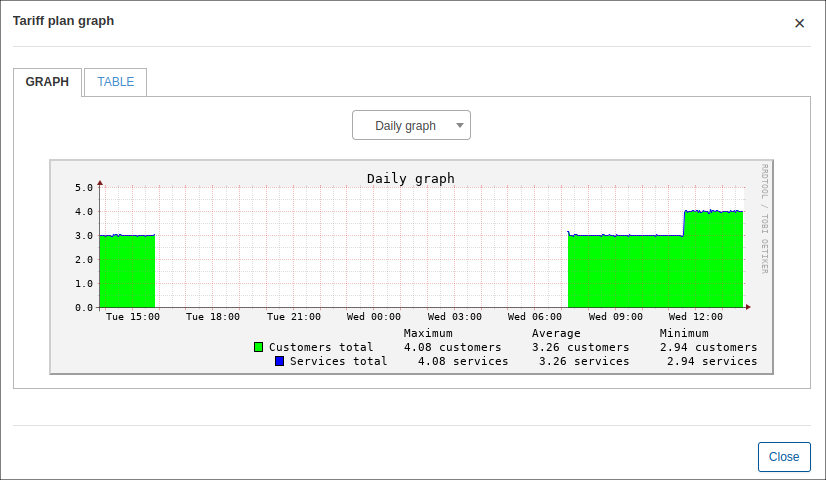 Tariff plan graph
×
GRAPH
TABLE
Daily graph
Daily graph
RRDTOOL / TOBI OETIKER
5.0
4.0
3.0
2.0
1.0
0.0
Tue 15:00 Tue 18:00 Tue 21:00 Wed 00:00 Wed 03:00 Wed 06:00 Wed 09:00 Wed 12:00
Maximum Average Minimum
Customers total 4.08 customers 3.26 customers 2.94 customers
Services total 4.08 services 3.26 services 2.94 services
Close